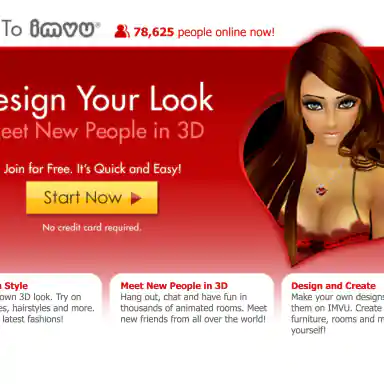 To imvu
78,625 people online now!
esign Your Look
eet New People in 3D
Join for Free. It's Quick and Easy!
Start Now
No credit card required.
Style
own 3D look. Try on
es, hairstyles and more.
latest fashions!
Meet New People in 3D
Hang out, chat and have fun in
thousands of animated rooms. Meet
new friends from all over the world!
Design and Create
Make your own designs
them on IMVU. Create
furniture, rooms and m
yourself!